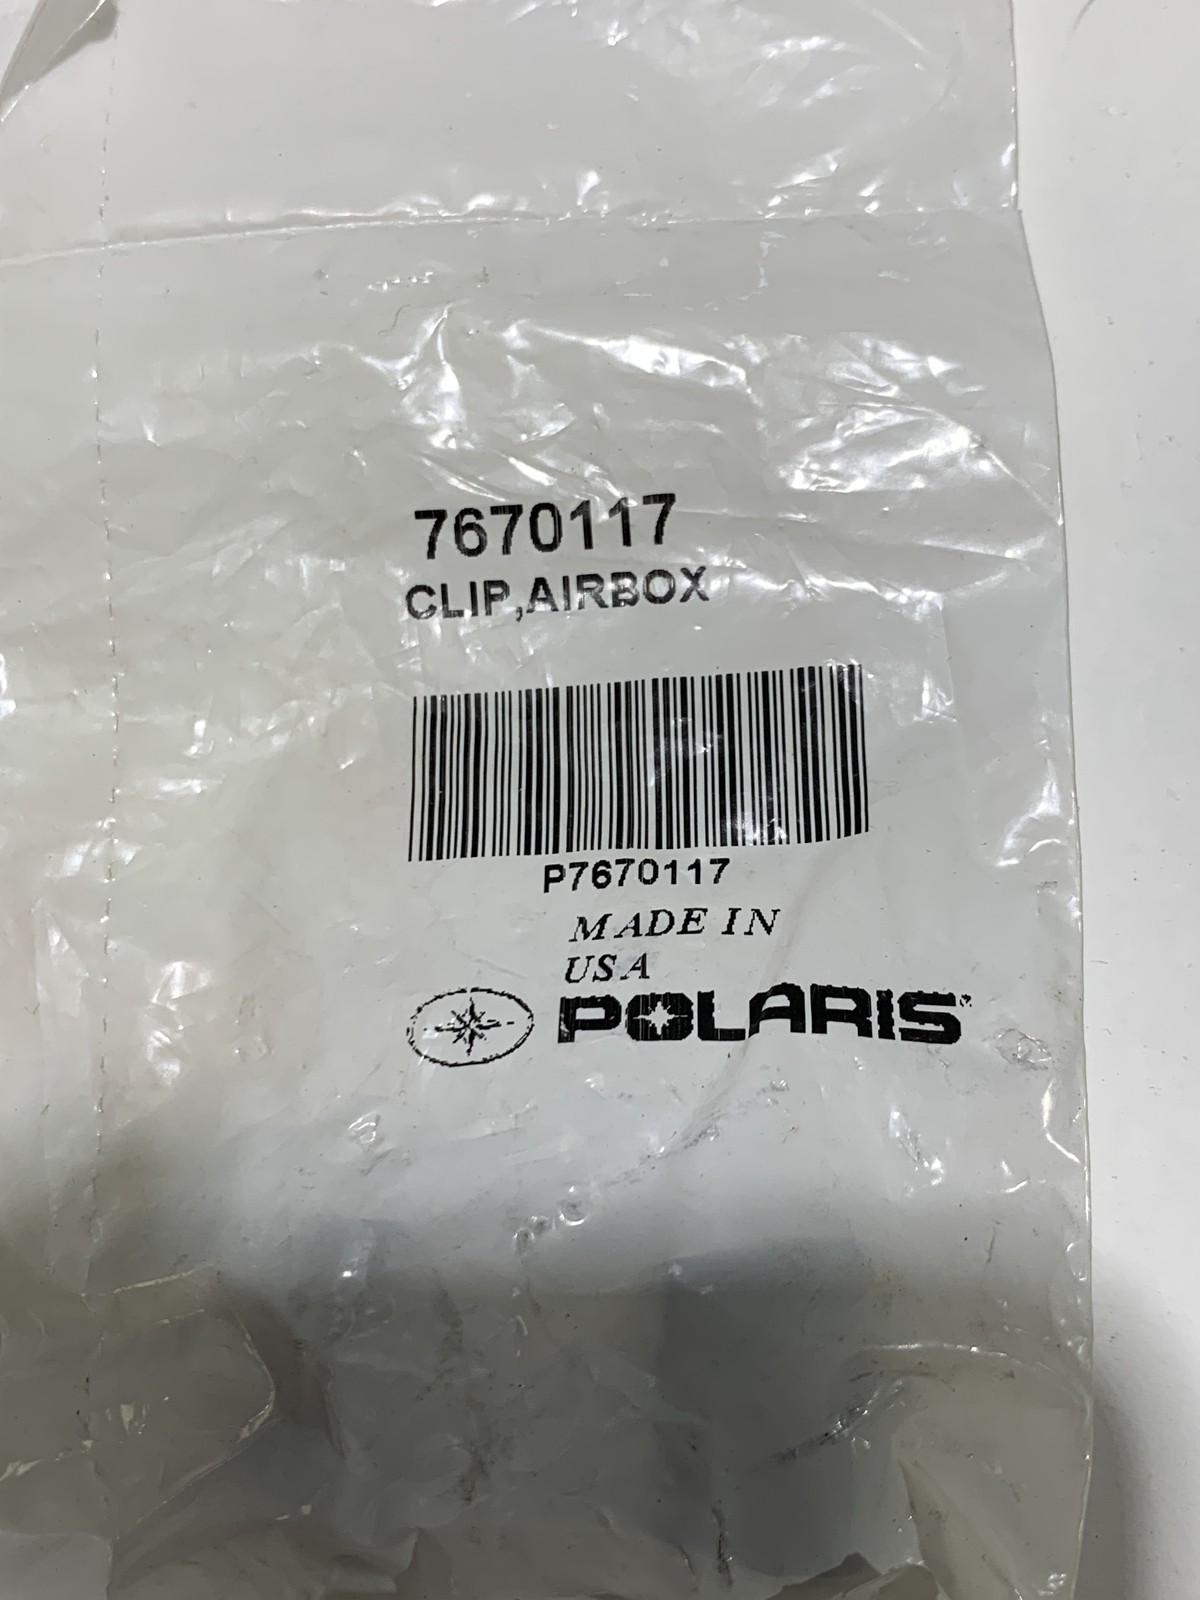 7670117
CLIP,AIRBOX
P7670117
MADE IN
USA
POLARIS